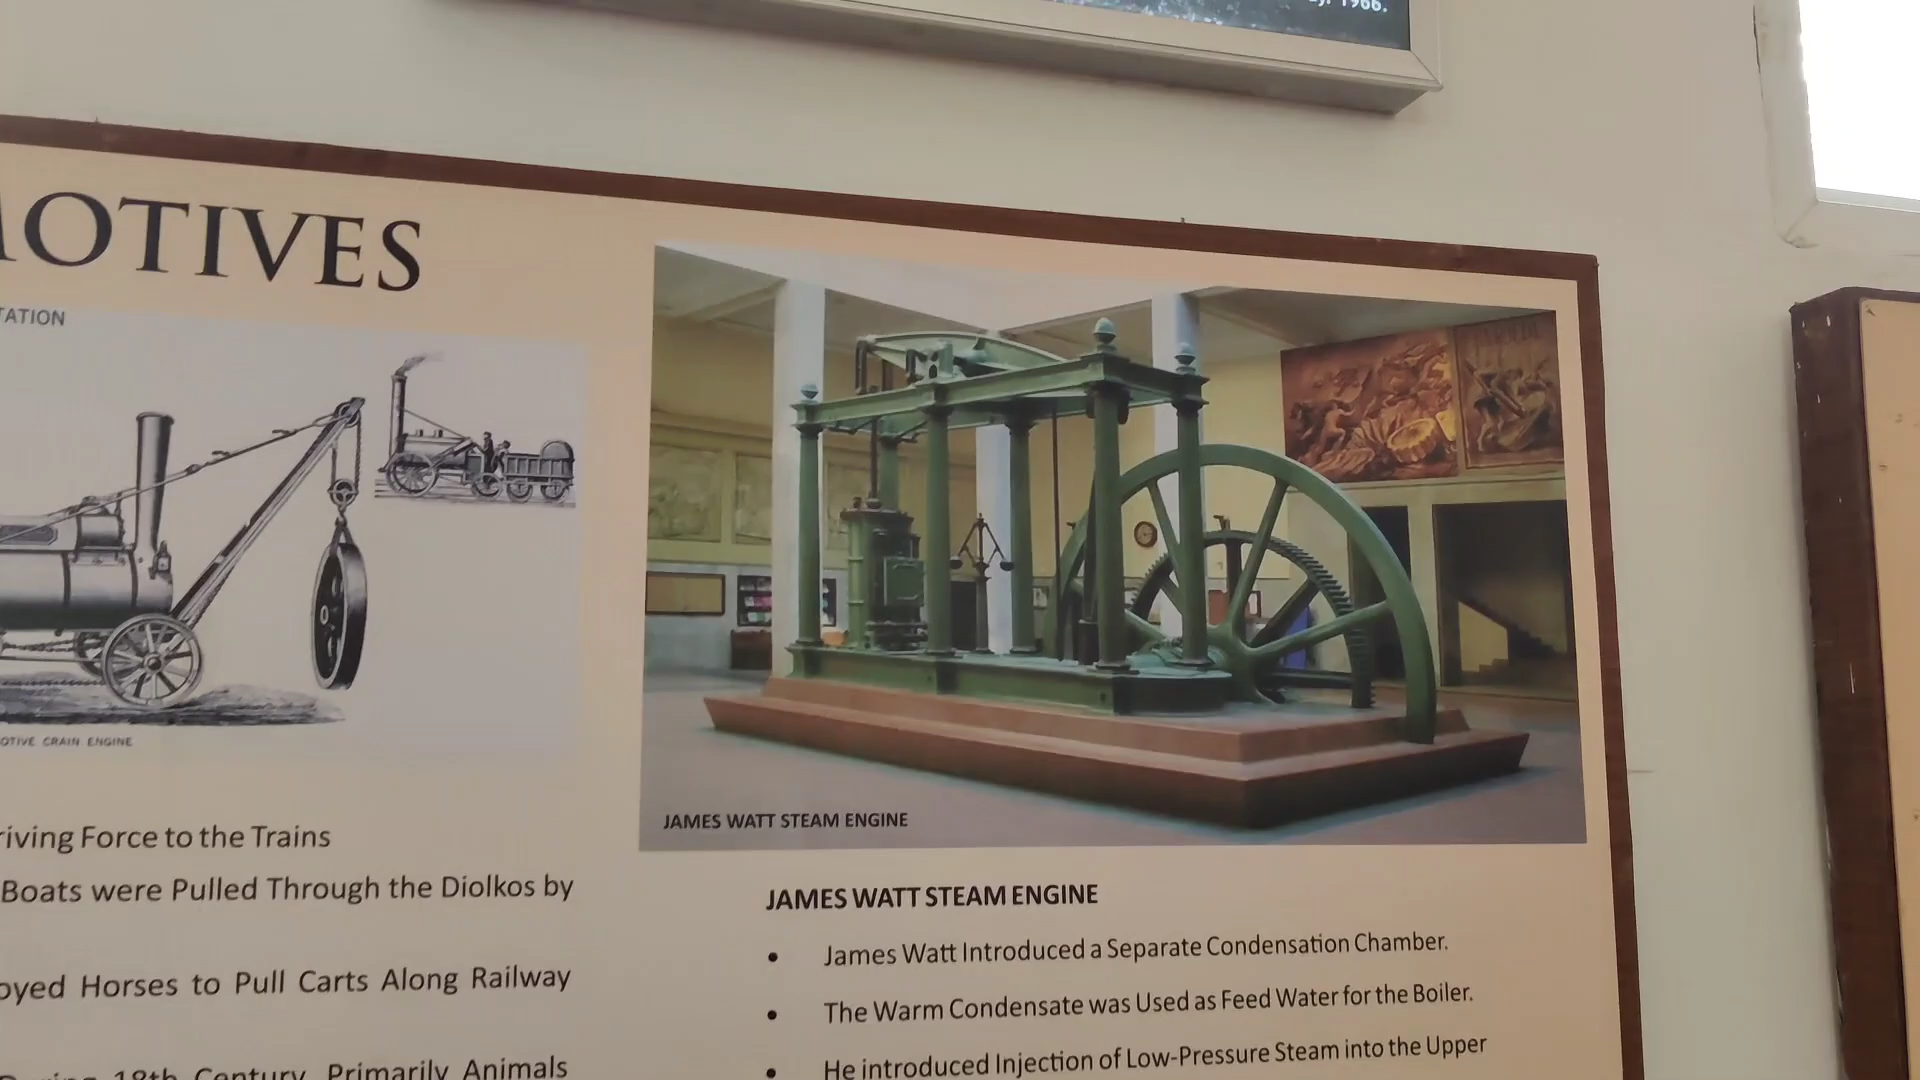 1966.
OTIVES
TATION
OTIVE CRAIN ENGINE
riving Force to the Trains
Boats were Pulled Through the Diolkos by
oyed Horses to Pull Carts Along Railway
18th Century, Primarily Animals
JAMES WATT STEAM ENGINE
JAMES WATT STEAM ENGINE
• James Watt Introduced a Separate Condensation Chamber.
• The Warm Condensate was Used as Feed Water for the Boiler.
• He introduced Injection of Low-Pressure Steam into the Upper